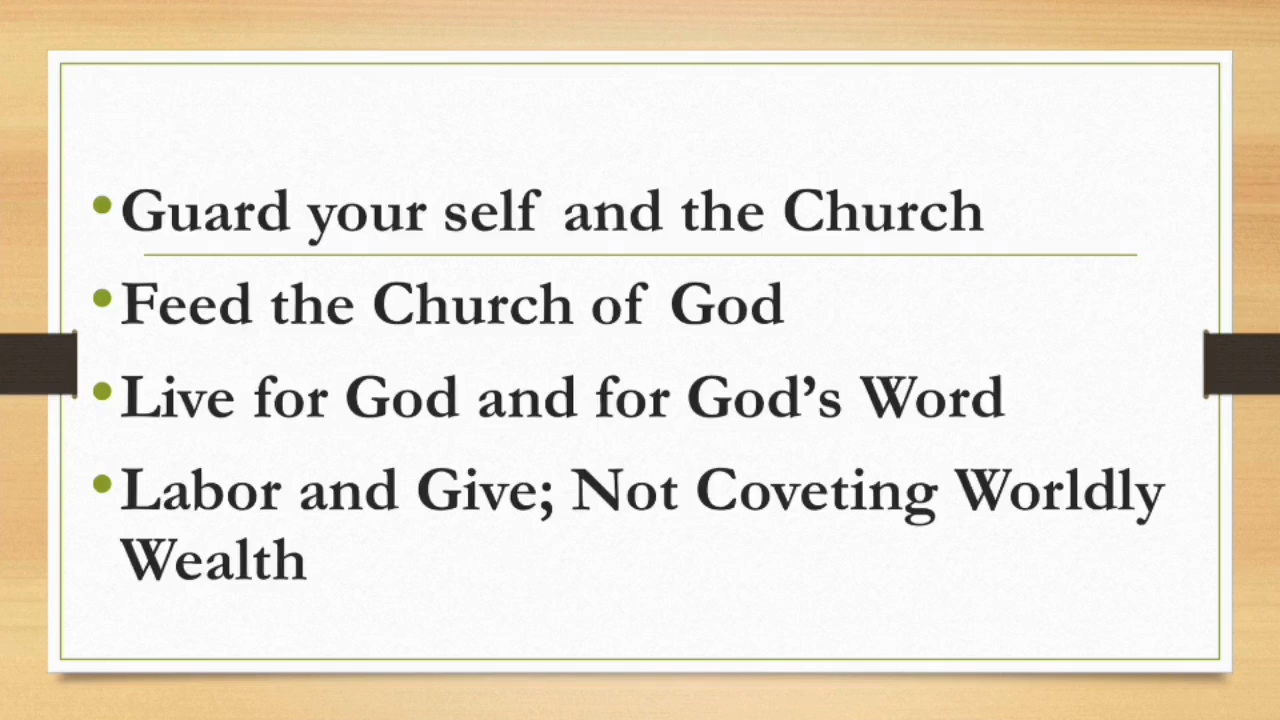 •Guard your self and the Church
•Feed the Church of God
•Live for God and for God’s Word
•Labor and Give; Not Coveting Worldly
Wealth